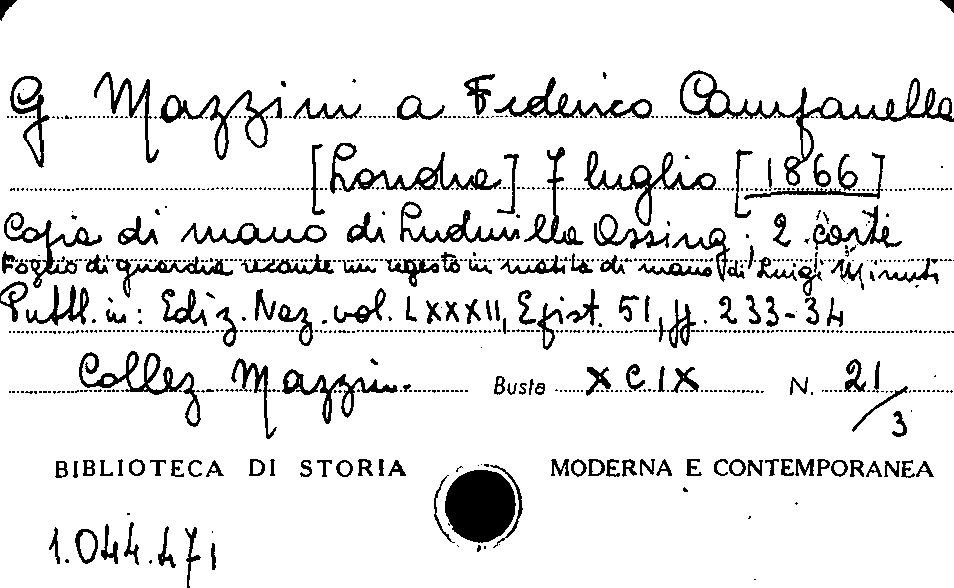 G. Mazzini a Federico Campanella
[Londra] 7 luglio [1866]
Copia di mano di Ludmilla Assing; 2 carte
Foglio di guardia recante un regesto in matita di mano di Luigi Minuti
Pubbl. in: Ediz. Naz. vol. LXXXII, Epist. 51, pp. 233-34
Collez. Mazzini. Busta XCIX N. 21/3
BIBLIOTECA DI STORIA MODERNA E CONTEMPORANEA
1.044.471